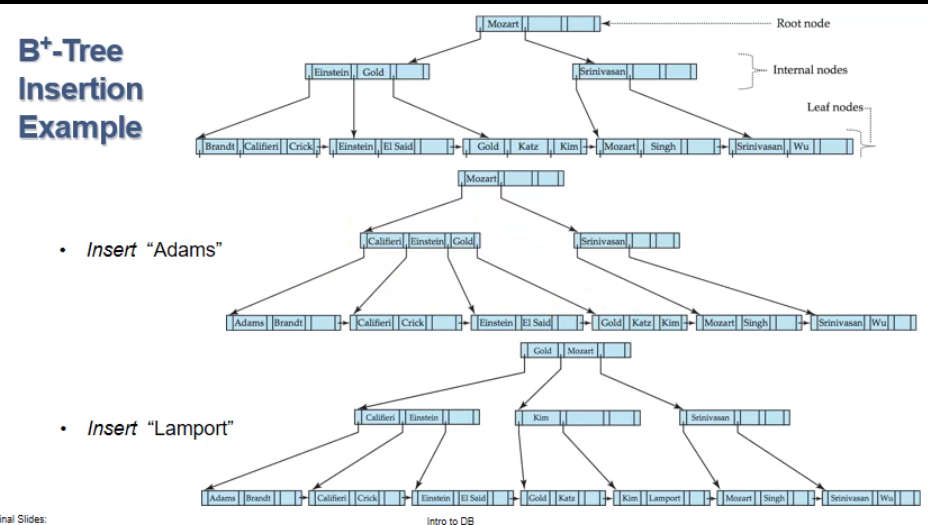 B+-Tree
Insertion
Example
Mozart
Root node
Einstein Gold
Srinivasan
Internal nodes
Leaf nodes
Brandt Califieri Crick Einstein El Said Gold Katz Kim Mozart Singh Srinivasan Wu
Mozart
• Insert “Adams”
Califieri Einstein Gold
Srinivasan
Adams Brandt Califieri Crick Einstein El Said Gold Katz Kim Mozart Singh Srinivasan Wu
Gold Mozart
• Insert “Lamport”
Califieri Einstein
Kim
Srinivasan
Adams Brandt Califieri Crick Einstein El Said Gold Katz Kim Lamport Mozart Singh Srinivasan Wu
inal Slides:
Intro to DB